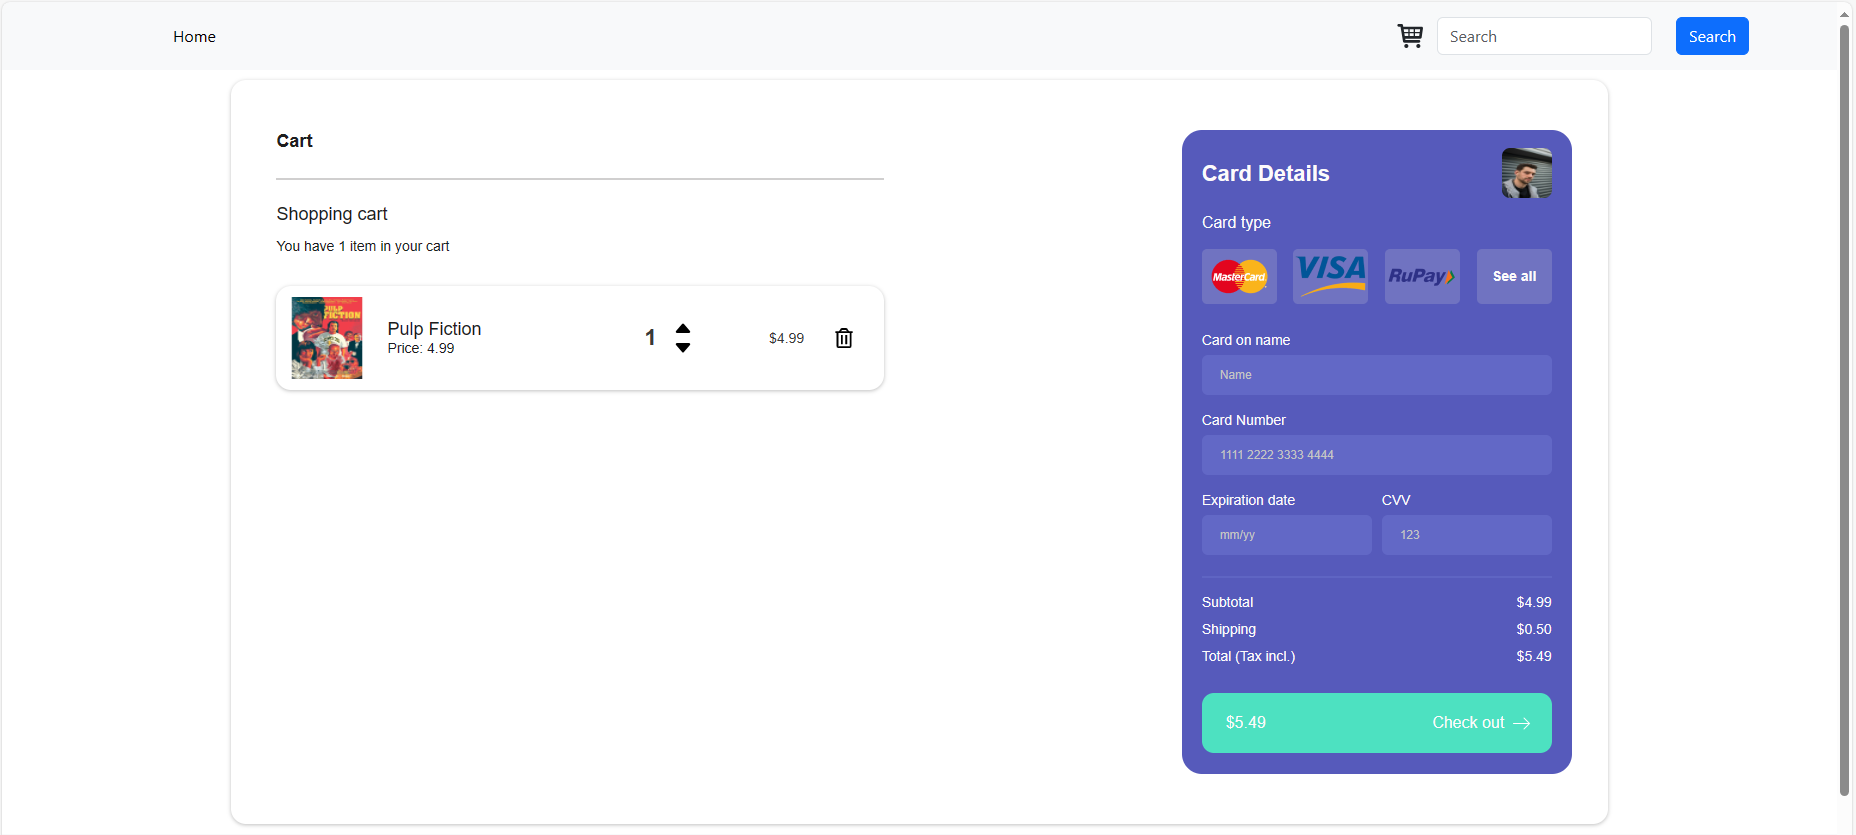 Home
Search
Search
Cart
Shopping cart
You have 1 item in your cart
PULP
FICTION
Pulp Fiction
Price: 4.99
1
$4.99
Card Details
Card type
MasterCard
VISA
RuPay
See all
Card on name
Name
Card Number
1111 2222 3333 4444
Expiration date
CVV
mm/yy
123
Subtotal
$4.99
Shipping
$0.50
Total (Tax incl.)
$5.49
$5.49
Check out